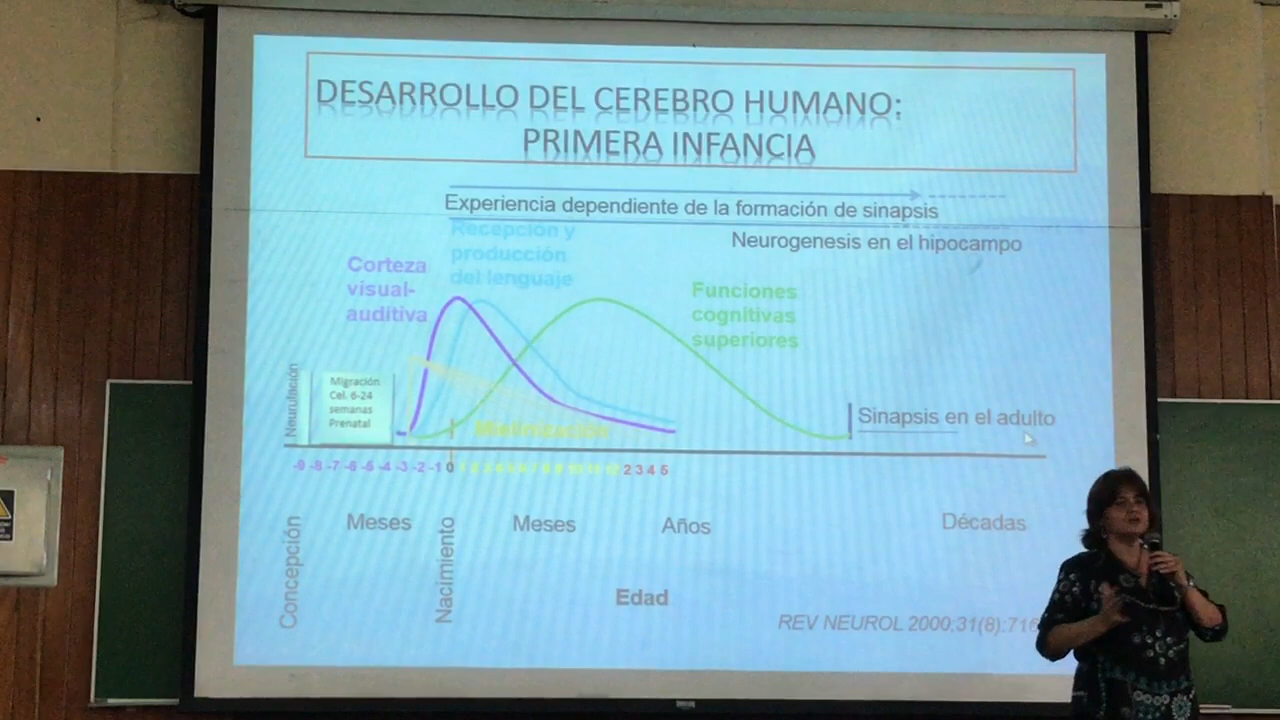 DESARROLLO DEL CEREBRO HUMANO:
PRIMERA INFANCIA
Experiencia dependiente de la formación de sinapsis
Neurogenesis en el hipocampo
Recepción y
producción
del lenguaje
Corteza
visual-
auditiva
Funciones
cognitivas
superiores
Neurulación
Migración
Cel. 6-24
semanas
Prenatal
Mielinización
Sinapsis en el adulto
-9 -8 -7 -6 -5 -4 -3 -2 -1 0 1 2 3 4 5 6 7 8 9 10 11 12 2 3 4 5
Concepción
Meses
Nacimiento
Meses
Años
Décadas
Edad
REV NEUROL 2000;31(8):716